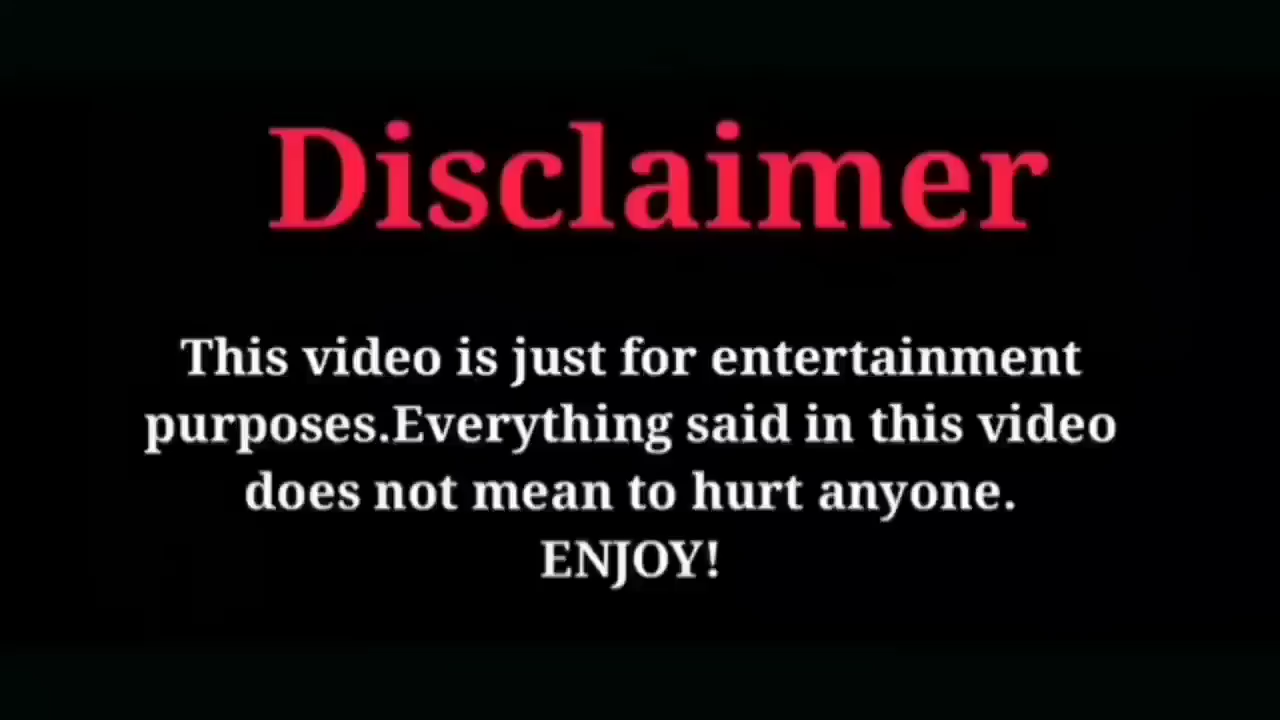 Disclaimer
This video is just for entertainment
purposes.Everything said in this video
does not mean to hurt anyone.
ENJOY!